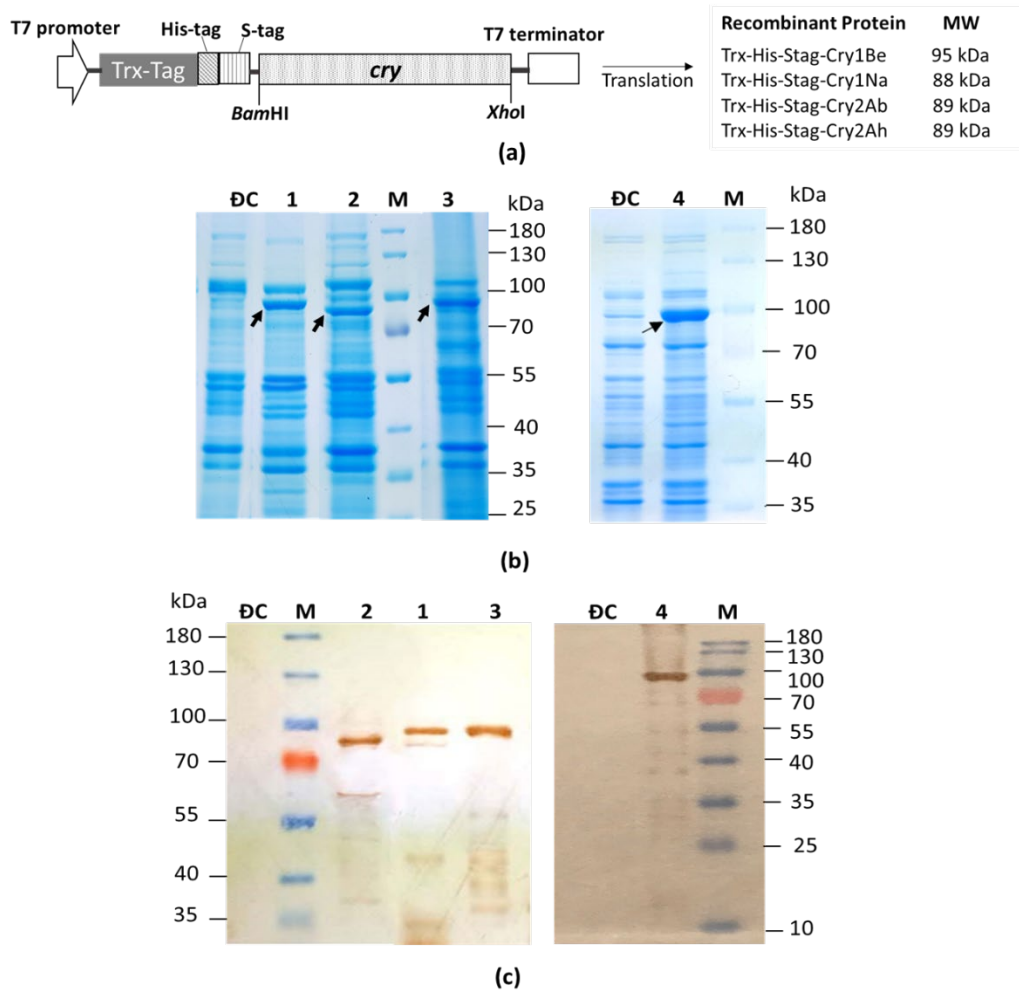 T7 promoter His-tag S-tag T7 terminator
Trx-Tag cry
BamHI XhoI
Translation
Recombinant Protein MW
Trx-His-Stag-Cry1Be 95 kDa
Trx-His-Stag-Cry1Na 88 kDa
Trx-His-Stag-Cry2Ab 89 kDa
Trx-His-Stag-Cry2Ah 89 kDa
(a)
ĐC 1 2 M 3 kDa
180
130
100
70
55
40
35
25
ĐC 4 M kDa
180
130
100
70
55
40
35
(b)
kDa ĐC M 2 1 3
180
130
100
70
55
40
35
ĐC 4 M
180
130
100
70
55
40
35
25
10
(c)